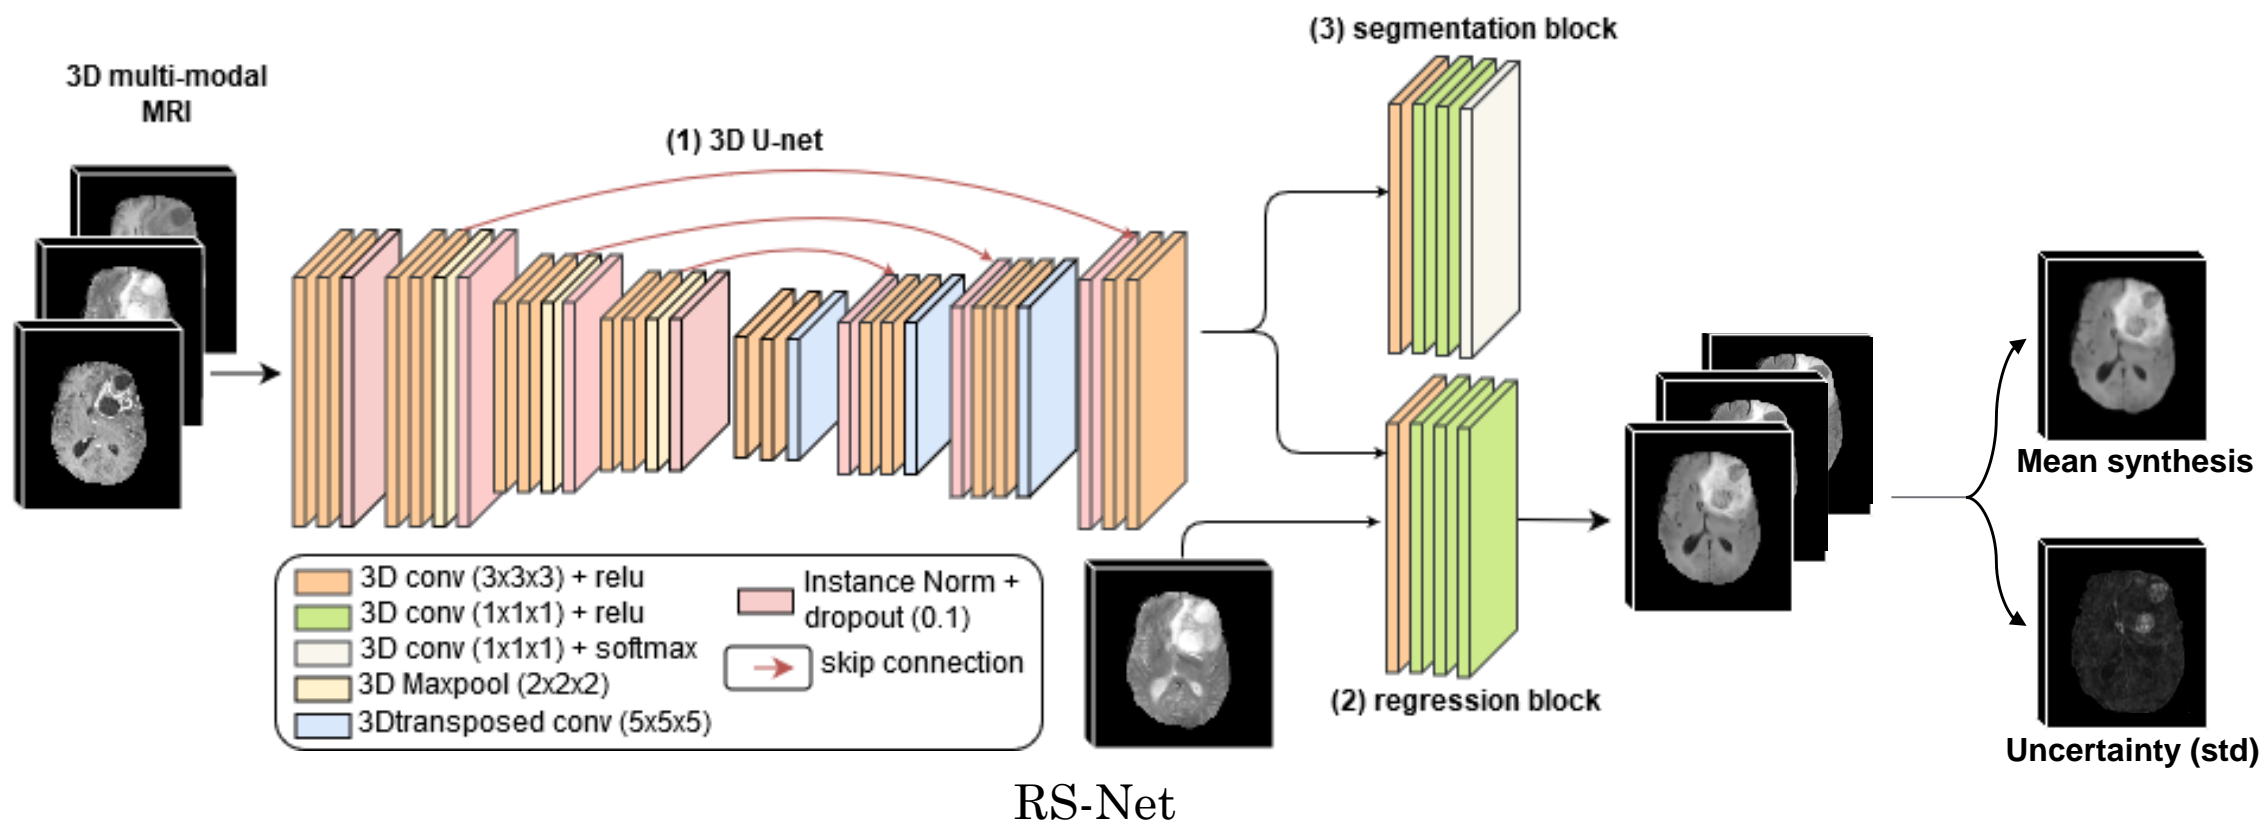 3D multi-modal
MRI
(1) 3D U-net
(3) segmentation block
(2) regression block
Mean synthesis
Uncertainty (std)
3D conv (3x3x3) + relu
3D conv (1x1x1) + relu
3D conv (1x1x1) + softmax
3D Maxpool (2x2x2)
3Dtransposed conv (5x5x5)
Instance Norm +
dropout (0.1)
skip connection
RS-Net